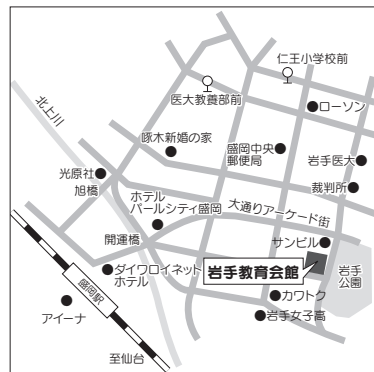 仁王小学校前
医大教養部前
ローソン
北上川
啄木新婚の家
盛岡中央
郵便局
岩手医大
光原社
旭橋
裁判所
ホテル
パールシティ盛岡
大通りアーケード街
開運橋
サンビル
ダイワロイネット
ホテル
岩手教育会館
岩手
公園
盛岡駅
カワトク
アイーナ
岩手女子高
至仙台